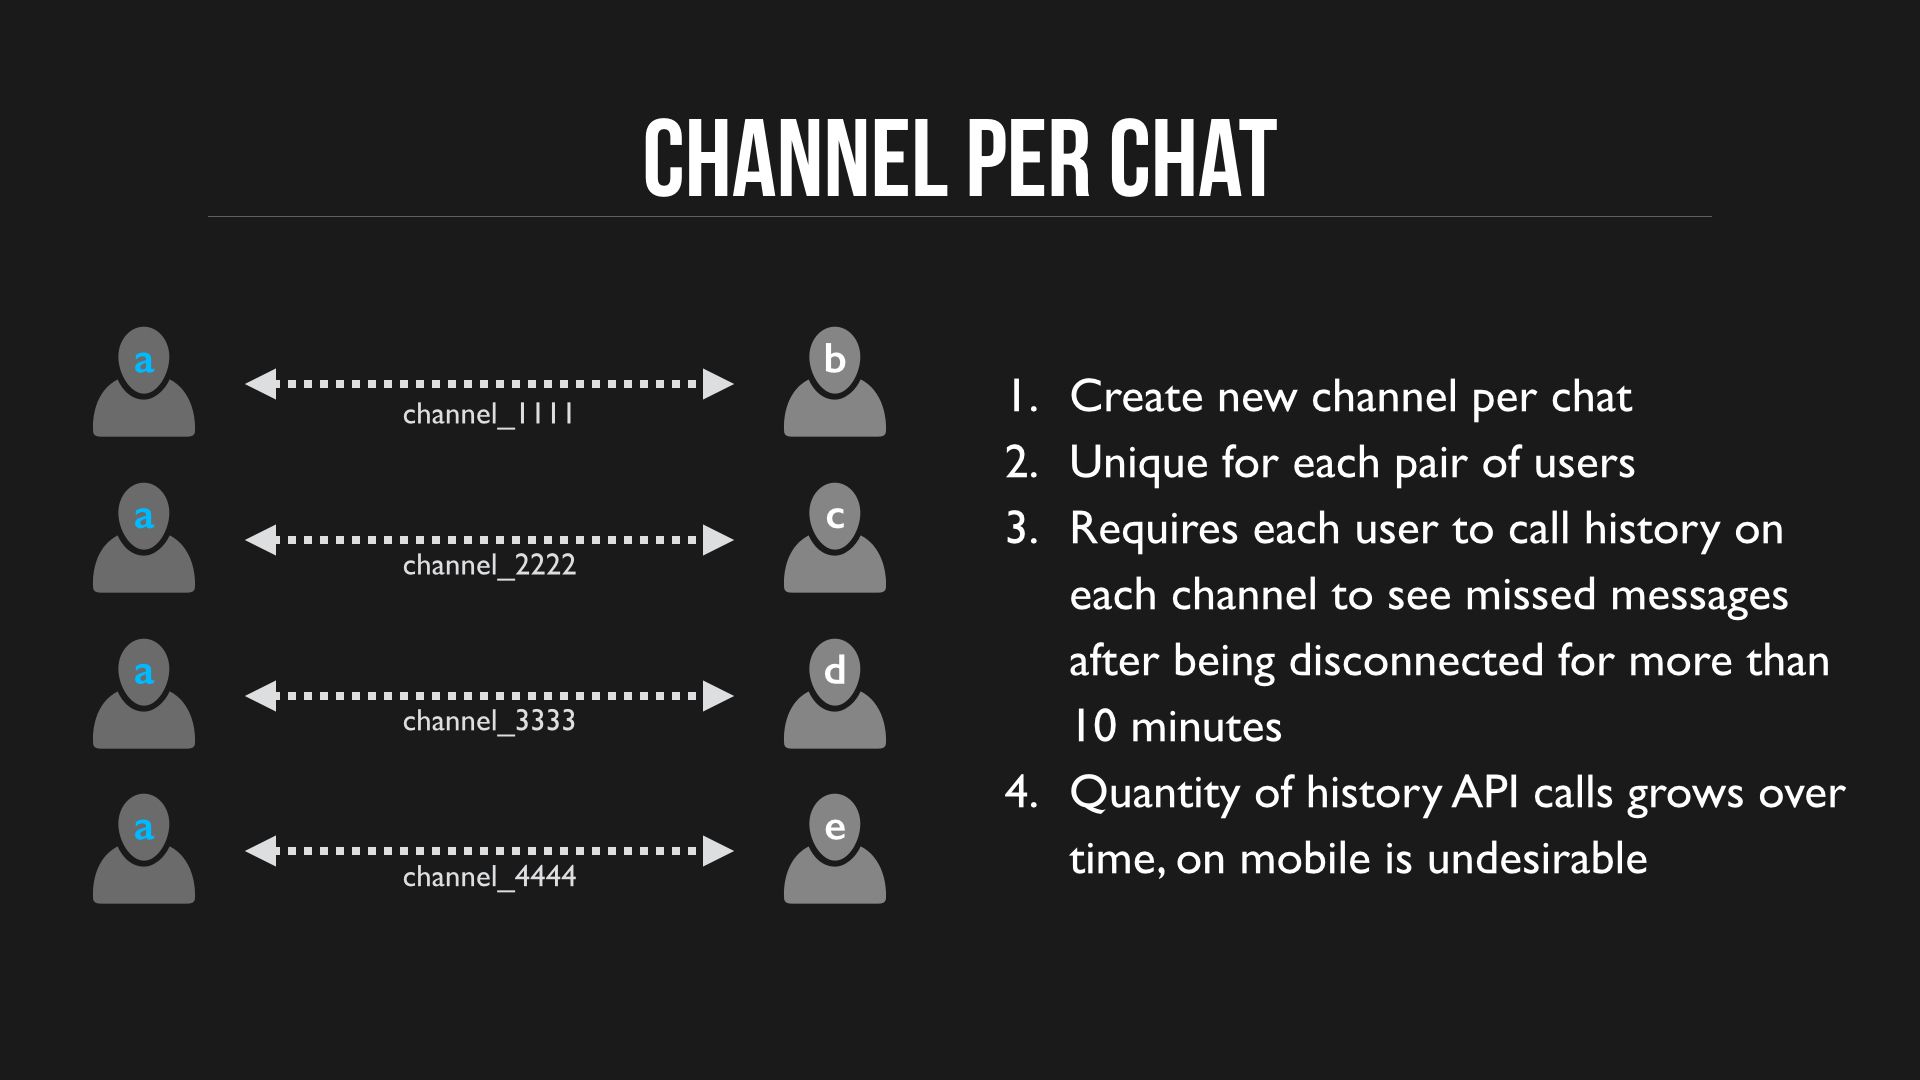 CHANNEL PER CHAT
a
b
channel_1111
a
c
channel_2222
a
d
channel_3333
a
e
channel_4444
1. Create new channel per chat
2. Unique for each pair of users
3. Requires each user to call history on
each channel to see missed messages
after being disconnected for more than
10 minutes
4. Quantity of history API calls grows over
time, on mobile is undesirable